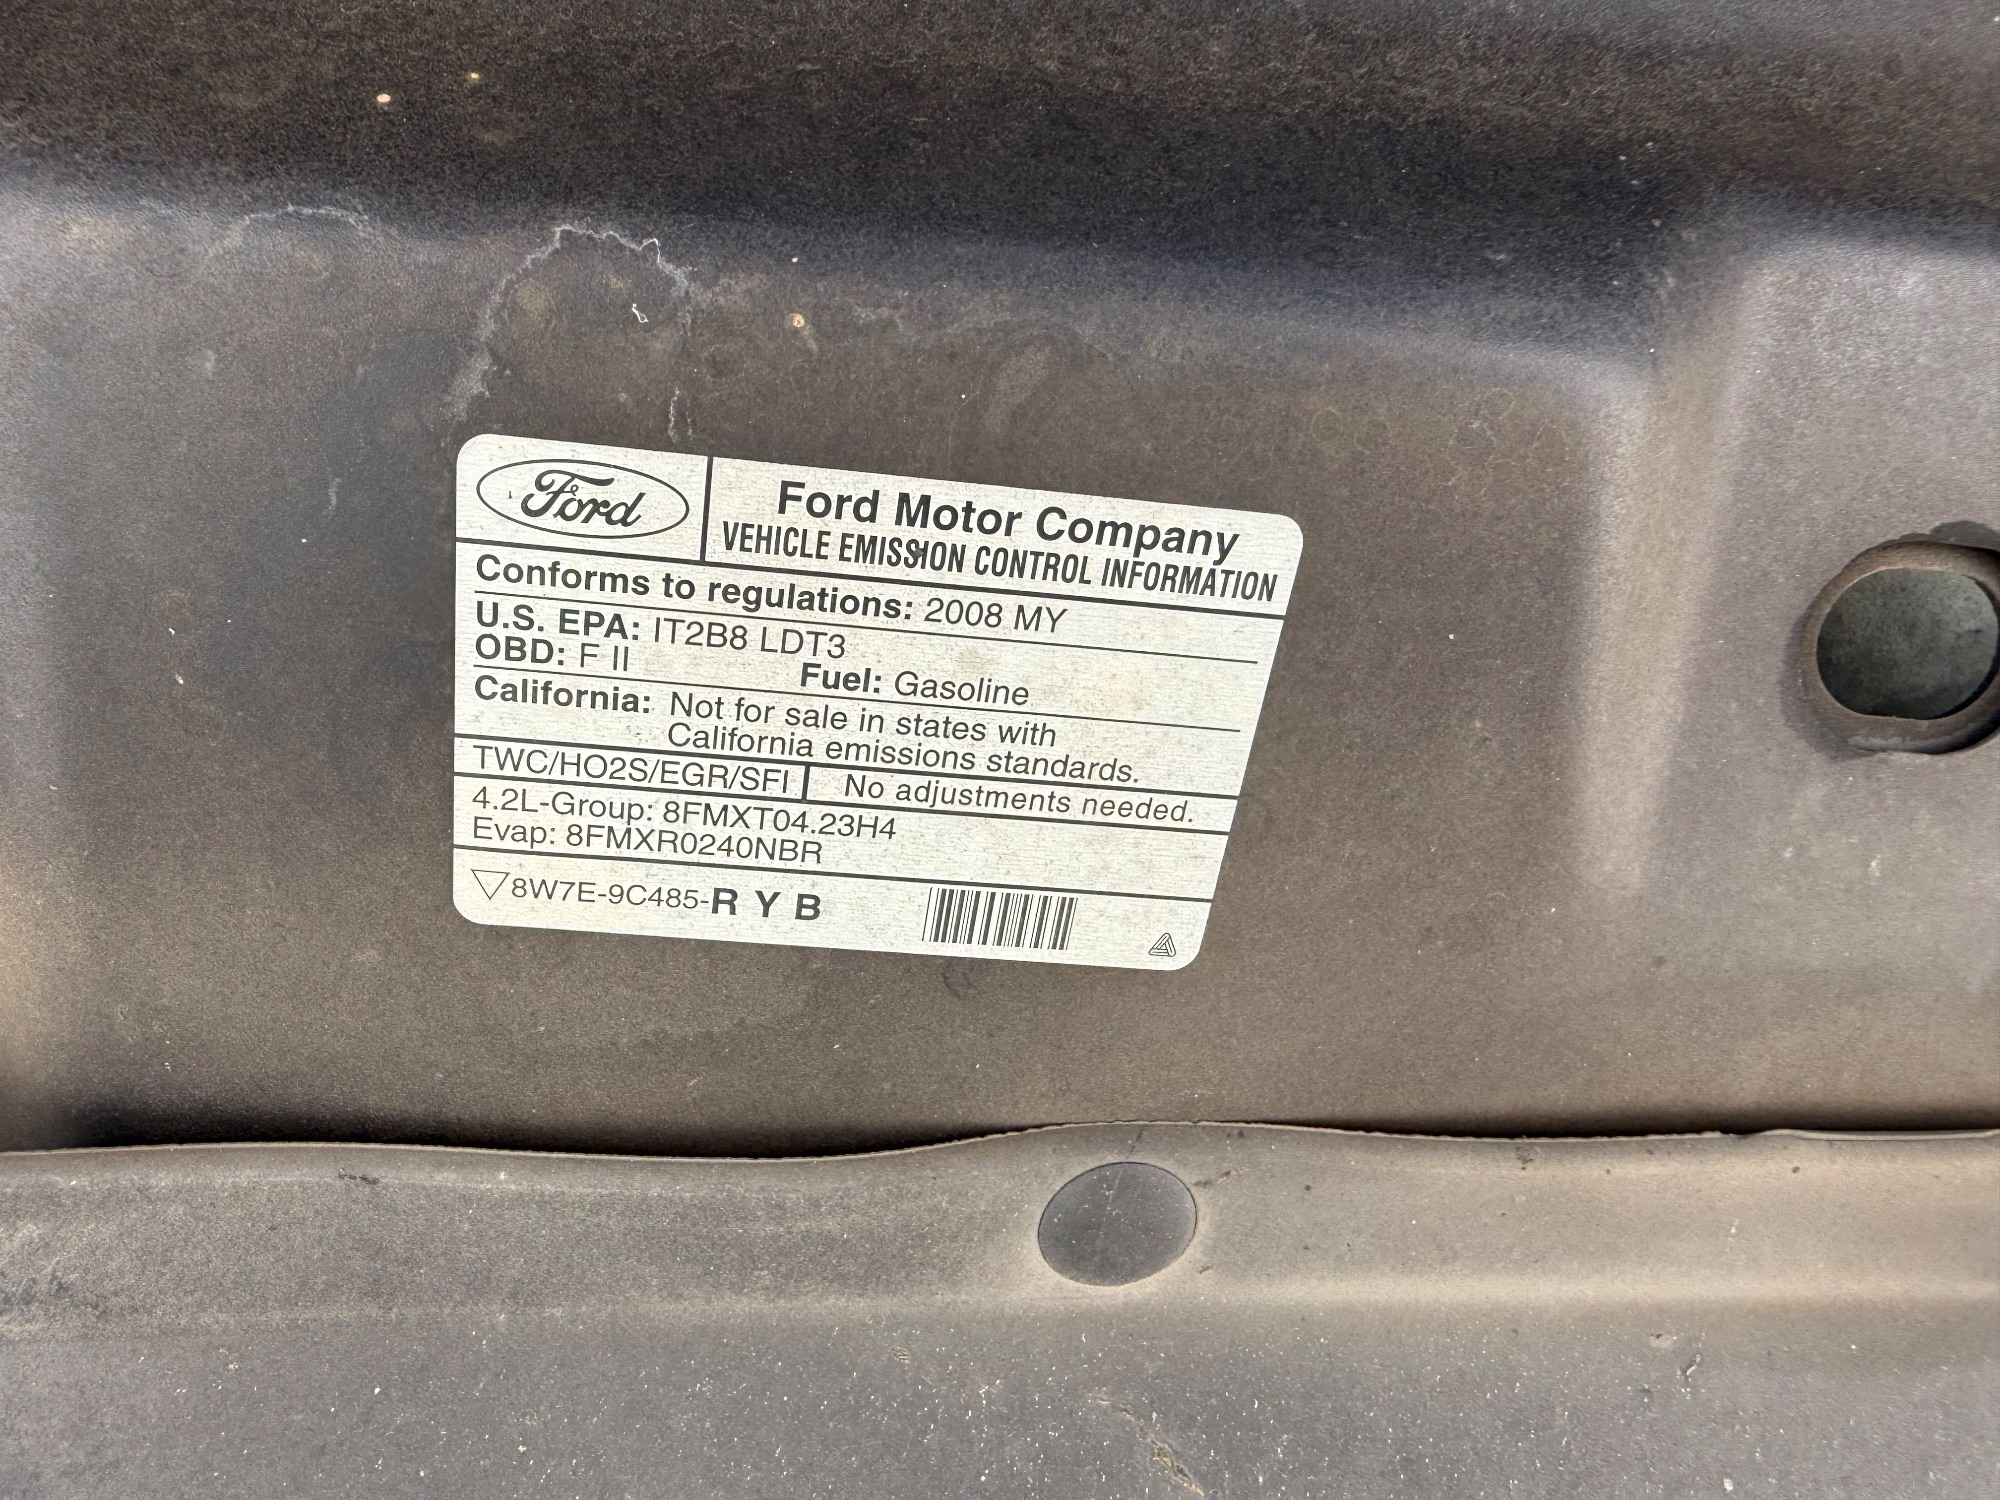 Ford
Ford Motor Company
VEHICLE EMISSION CONTROL INFORMATION
Conforms to regulations: 2008 MY
U.S. EPA: IT2B8 LDT3
OBD: F II Fuel: Gasoline
California: Not for sale in states with
California emissions standards.
TWC/HO2S/EGR/SFI No adjustments needed.
4.2L-Group: 8FMXT04.23H4
Evap: 8FMXR0240NBR
8W7E-9C485-R Y B